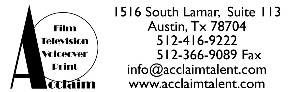 Film
Television
Voiceover
Print
Acclaim
1516 South Lamar, Suite 113
Austin, Tx 78704
512-416-9222
512-366-9089 Fax
info@acclaimtalent.com
www.acclaimtalent.com